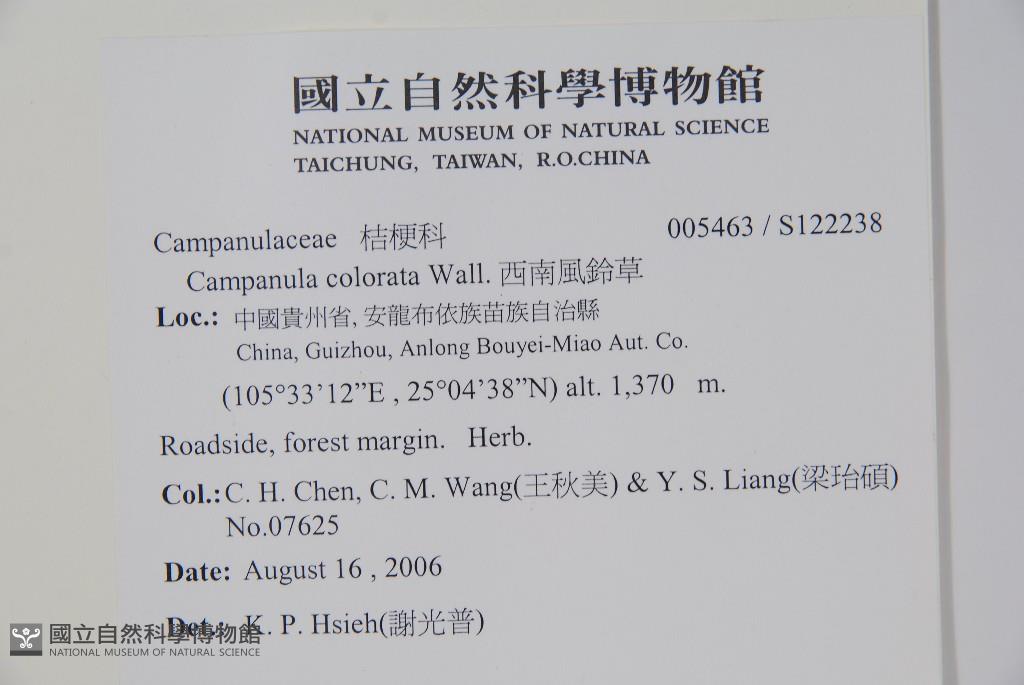 國立自然科學博物館
NATIONAL MUSEUM OF NATURAL SCIENCE
TAICHUNG, TAIWAN, R.O.CHINA
Campanulaceae 桔梗科 005463 / S122238
Campanula colorata Wall. 西南風鈴草
Loc.: 中國貴州省, 安龍布依族苗族自治縣
China, Guizhou, Anlong Bouyei-Miao Aut. Co.
(105°33’12”E , 25°04’38”N) alt. 1,370 m.
Roadside, forest margin. Herb.
Col.: C. H. Chen, C. M. Wang(王秋美) & Y. S. Liang(梁珆碩)
No.07625
Date: August 16 , 2006
Det.: K. P. Hsieh(謝光普)
國立自然科學博物館
NATIONAL MUSEUM OF NATURAL SCIENCE